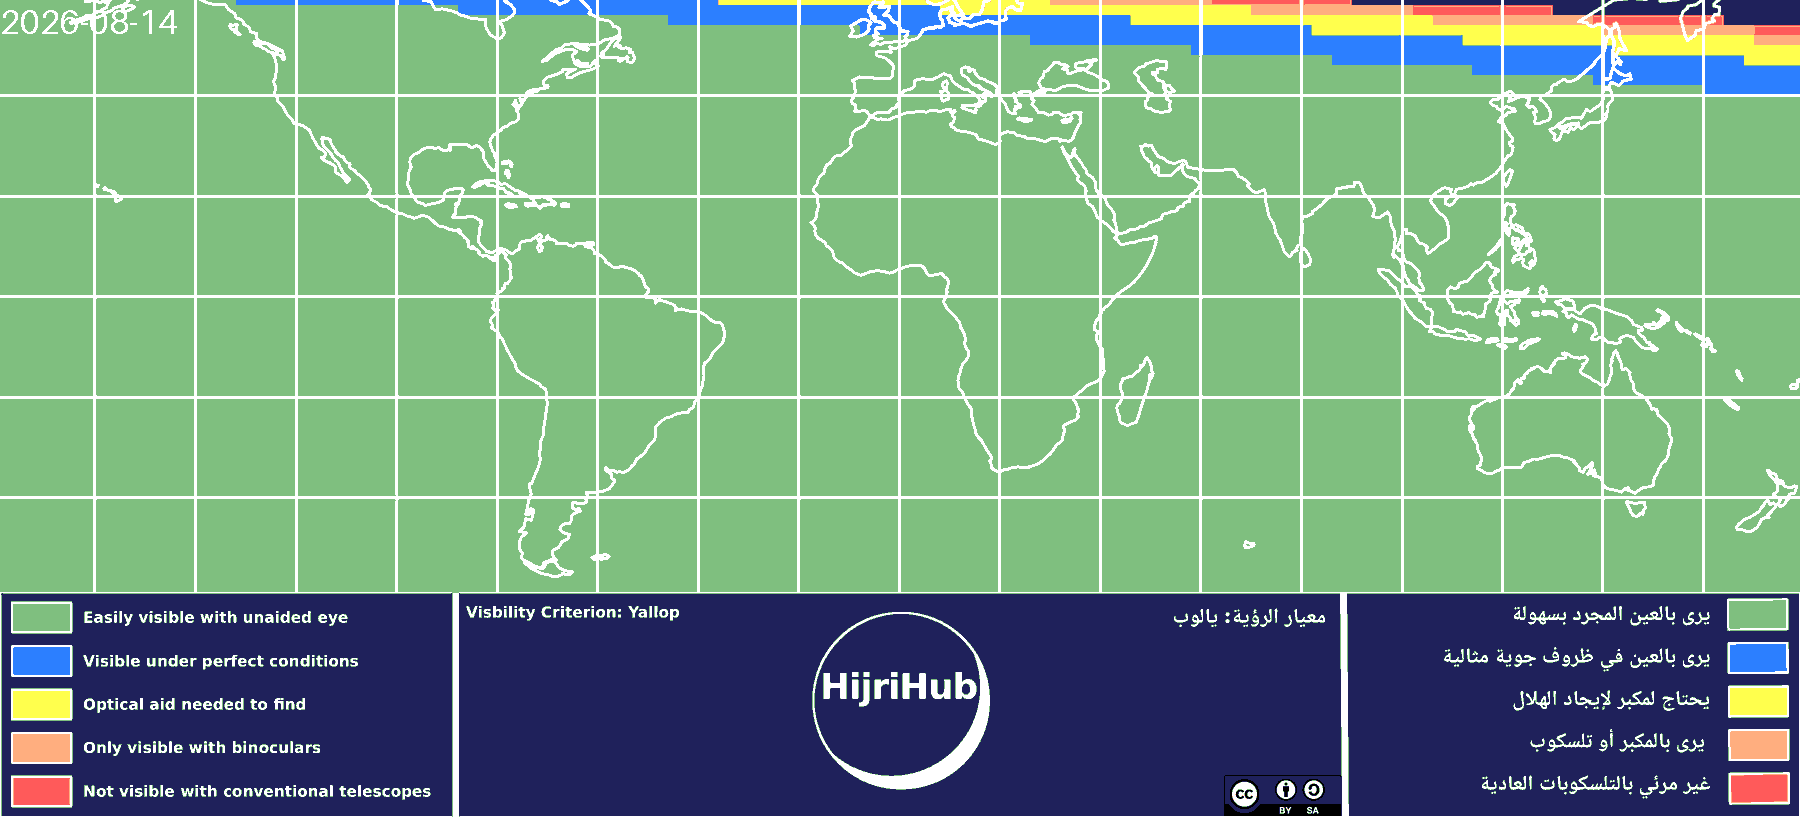 2026-08-14
Easily visible with unaided eye
Visible under perfect conditions
Optical aid needed to find
Only visible with binoculars
Not visible with conventional telescopes
Visbility Criterion: Yallop
معيار الرؤية: يالوب
HijriHub
cc
BY SA
يرى بالعين المجرد بسهولة
يرى بالعين في ظروف جوية مثالية
يحتاج لمكبر لإيجاد الهلال
يرى بالمكبر أو تلسكوب
غير مرئي بالتلسكوبات العادية